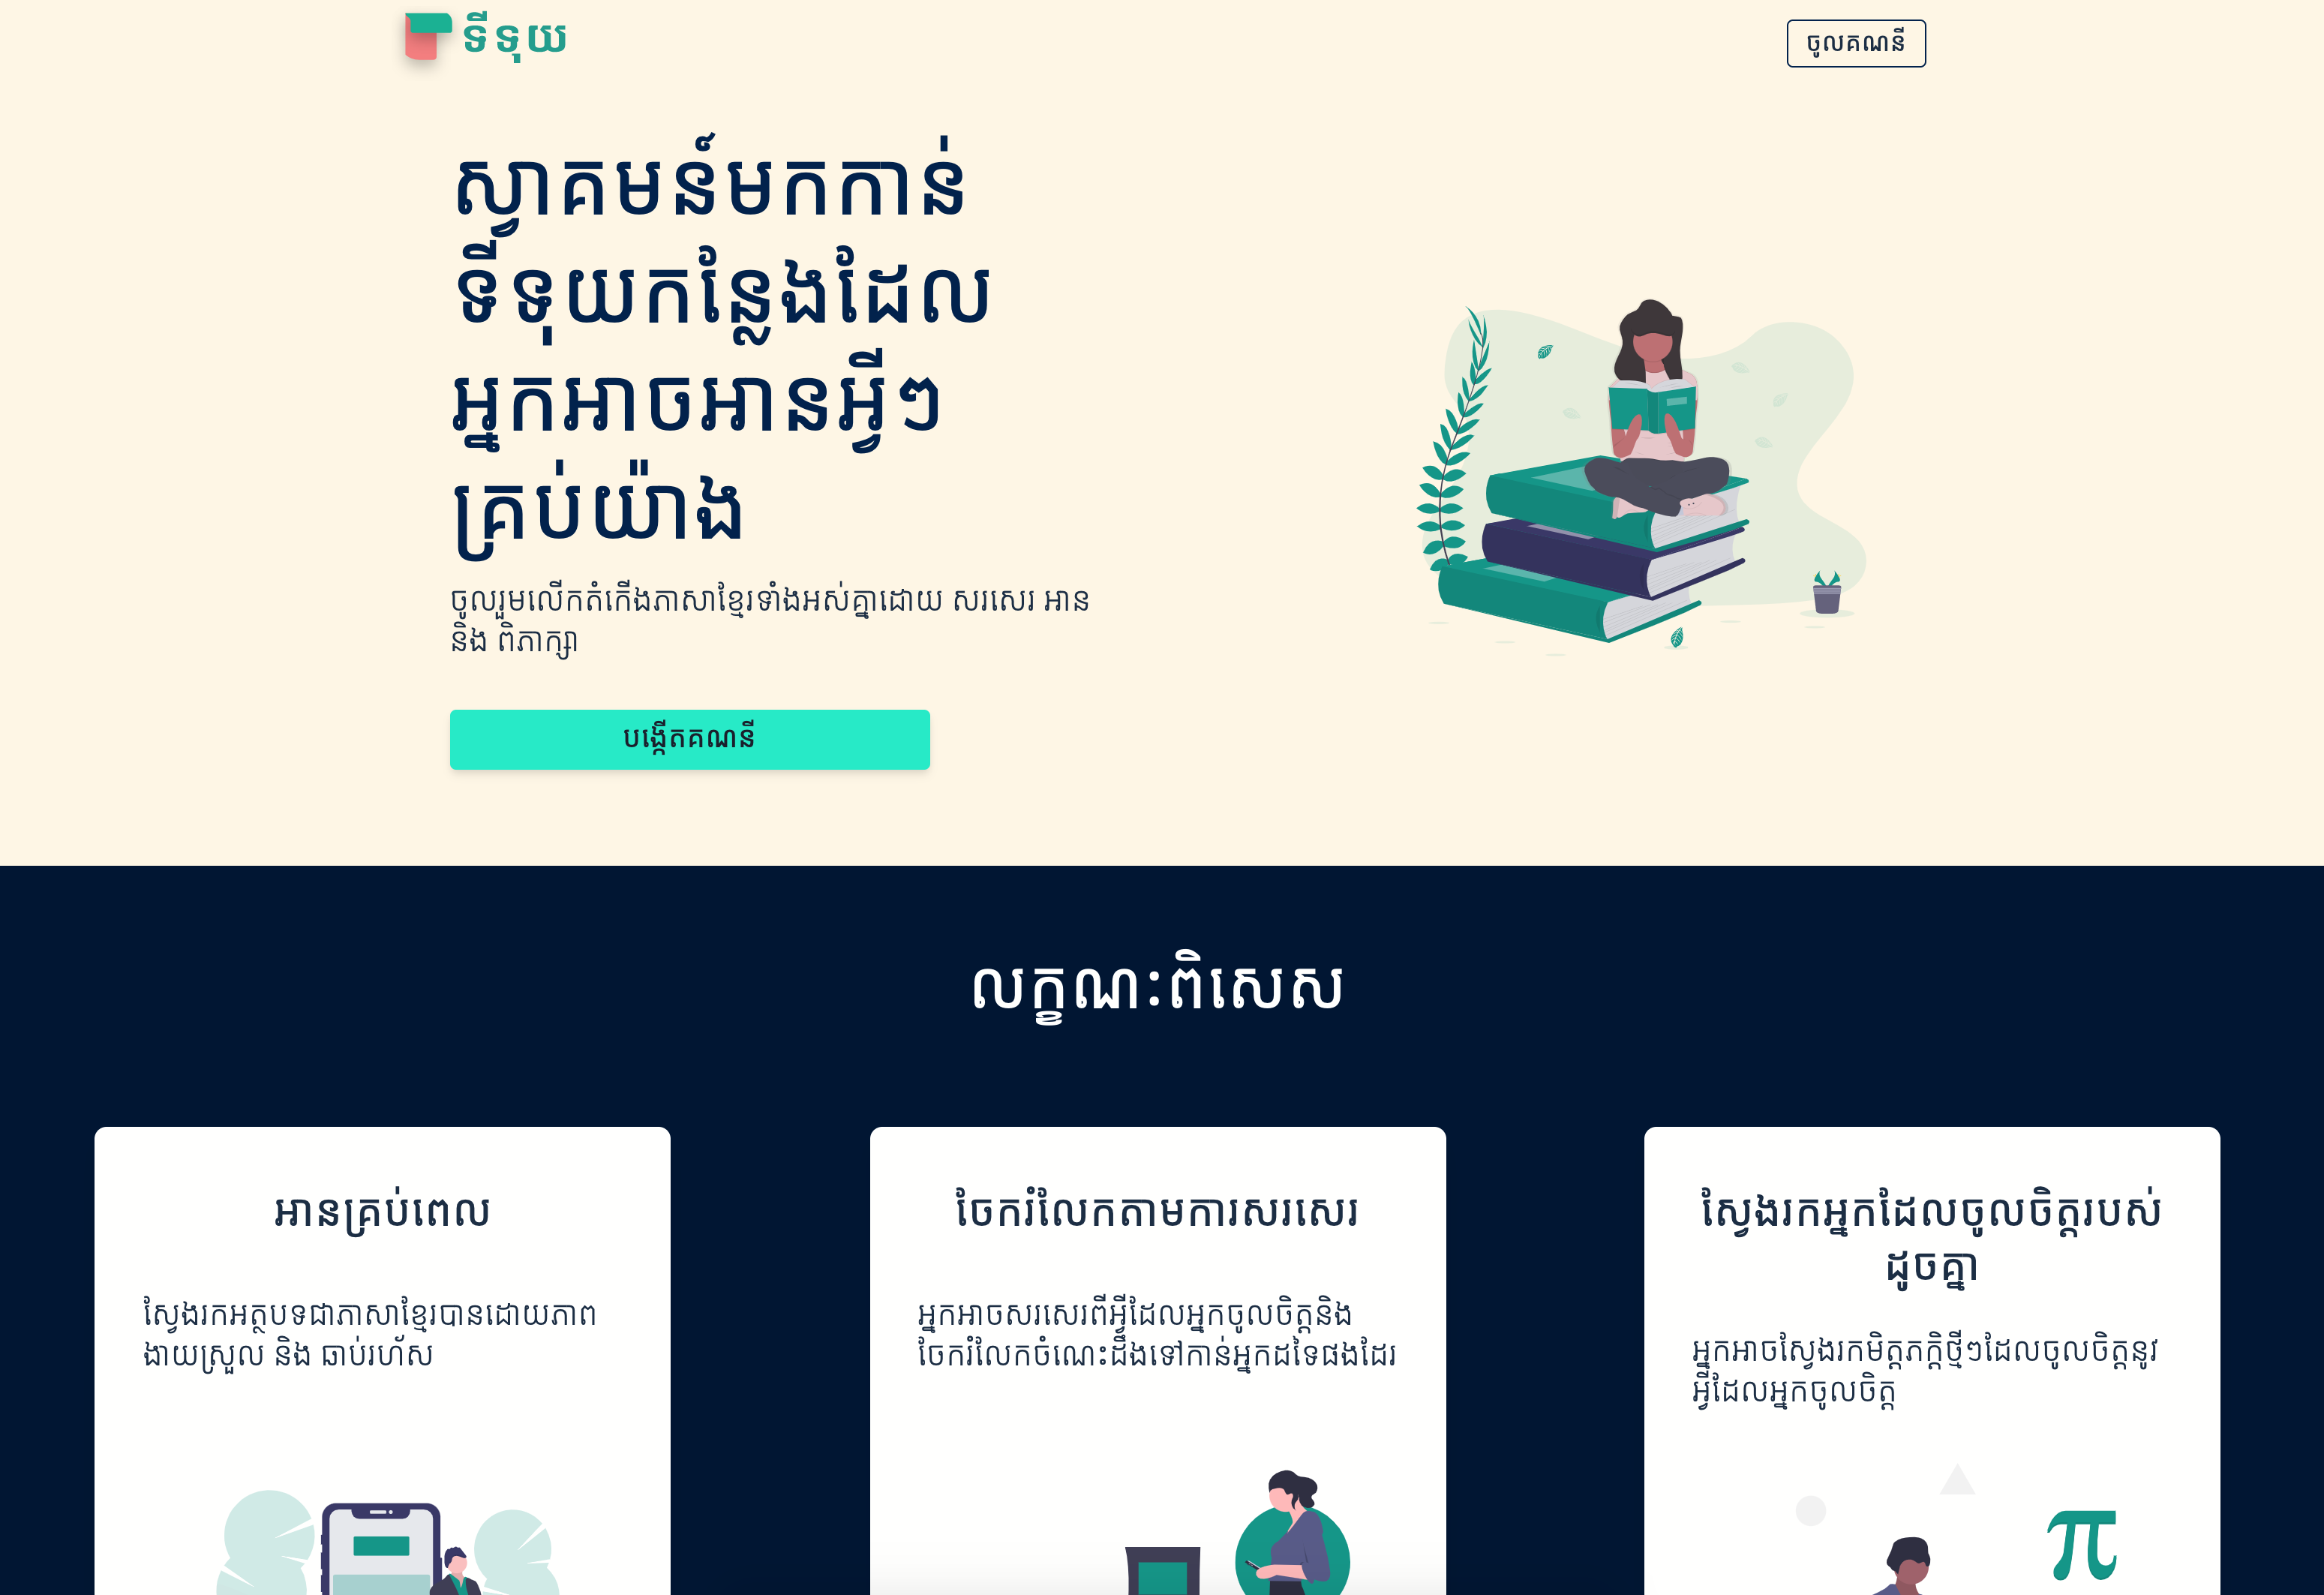 ទីទុយ
ចូលគណនី
ស្វាគមន៍មកកាន់
ទីទុយកន្លែងដែល
អ្នកអាចអានអ្វីៗ
គ្រប់យ៉ាង
ចូលរួមលើកតំកើងភាសាខ្មែរទាំងអស់គ្នាដោយ សរសេរ អាន
និង ពិភាក្សា
បង្កើតគណនី
លក្ខណៈពិសេស
អានគ្រប់ពេល
ស្វែងរកអត្ថបទជាភាសាខ្មែរបានដោយភាព
ងាយស្រួល និង ឆាប់រហ័ស
ចែករំលែកតាមការសរសេរ
អ្នកអាចសរសេរពីអ្វីដែលអ្នកចូលចិត្តនិង
ចែករំលែកចំណេះដឹងទៅកាន់អ្នកដទៃផងដែរ
ស្វែងរកអ្នកដែលចូលចិត្តរបស់
ដូចគ្នា
អ្នកអាចស្វែងរកមិត្តភក្តិថ្មីៗដែលចូលចិត្តនូវ
អ្វីដែលអ្នកចូលចិត្ត
π